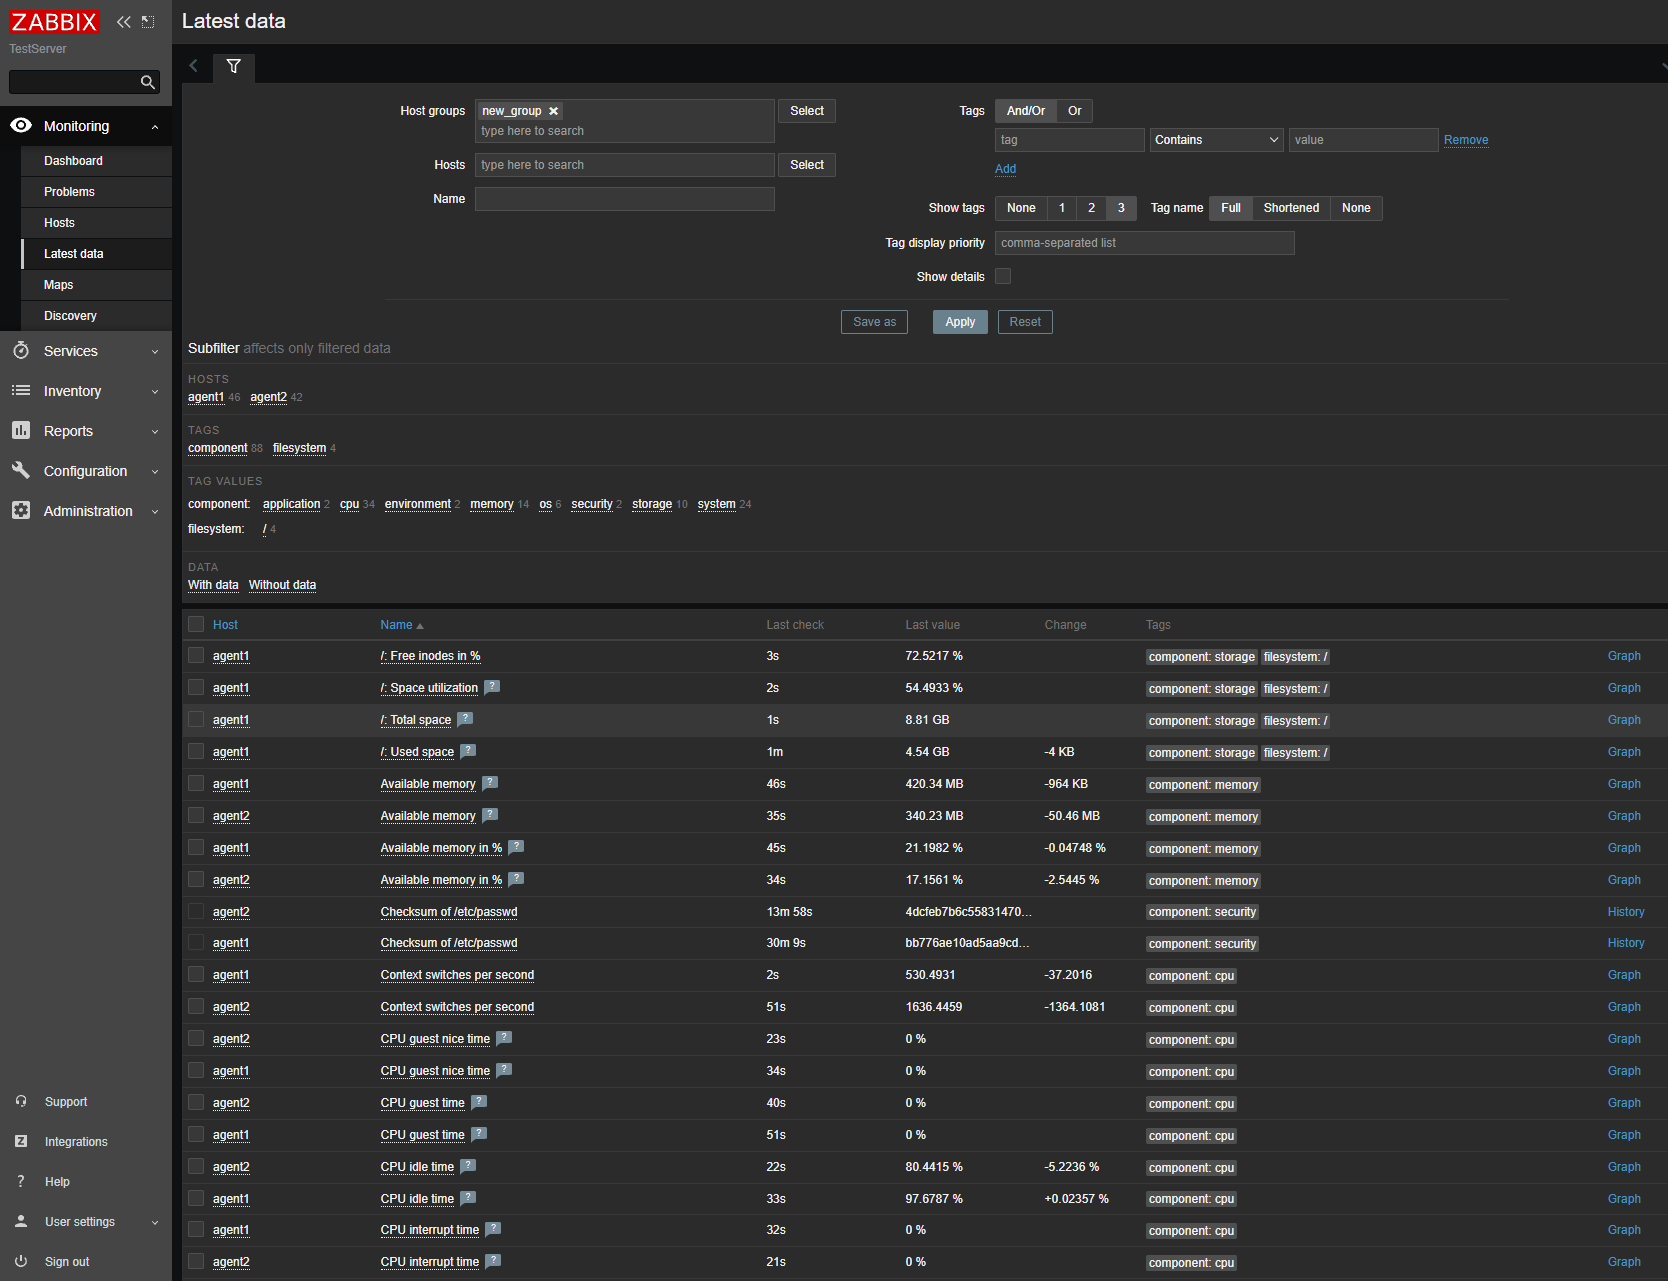 ZABBIX
TestServer
Monitoring
Dashboard
Problems
Hosts
Latest data
Maps
Discovery
Services
Inventory
Reports
Configuration
Administration
Support
Integrations
? Help
User settings
Sign out
Latest data
Host groups new_group Select
type here to search
Hosts type here to search Select
Name
Tags And/Or Or
tag Contains value Remove
Add
Show tags None 1 2 3 Tag name Full Shortened None
Tag display priority comma-separated list
Show details
Save as Apply Reset
Subfilter affects only filtered data
HOSTS
agent1 46 agent2 42
TAGS
component 88 filesystem 4
TAG VALUES
component: application 2 cpu 34 environment 2 memory 14 os 6 security 2 storage 10 system 24
filesystem: / 4
DATA
With data Without data
Host Name Last check Last value Change Tags
agent1 /: Free inodes in % 3s 72.5217 % component: storage filesystem: / Graph
agent1 /: Space utilization ? 2s 54.4933 % component: storage filesystem: / Graph
agent1 /: Total space ? 1s 8.81 GB component: storage filesystem: / Graph
agent1 /: Used space ? 1m 4.54 GB -4 KB component: storage filesystem: / Graph
agent1 Available memory ? 46s 420.34 MB -964 KB component: memory Graph
agent2 Available memory ? 35s 340.23 MB -50.46 MB component: memory Graph
agent1 Available memory in % ? 45s 21.1982 % -0.04748 % component: memory Graph
agent2 Available memory in % ? 34s 17.1561 % -2.5445 % component: memory Graph
agent2 Checksum of /etc/passwd 13m 58s 4dcfeb7b6c55831470... component: security History
agent1 Checksum of /etc/passwd 30m 9s bb776ae10ad5aa9cd... component: security History
agent1 Context switches per second 2s 530.4931 -37.2016 component: cpu Graph
agent2 Context switches per second 51s 1636.4459 -1364.1081 component: cpu Graph
agent2 CPU guest nice time ? 23s 0 % component: cpu Graph
agent1 CPU guest nice time ? 34s 0 % component: cpu Graph
agent2 CPU guest time ? 40s 0 % component: cpu Graph
agent1 CPU guest time ? 51s 0 % component: cpu Graph
agent2 CPU idle time ? 22s 80.4415 % -5.2236 % component: cpu Graph
agent1 CPU idle time ? 33s 97.6787 % +0.02357 % component: cpu Graph
agent1 CPU interrupt time ? 32s 0 % component: cpu Graph
agent2 CPU interrupt time ? 21s 0 % component: cpu Graph